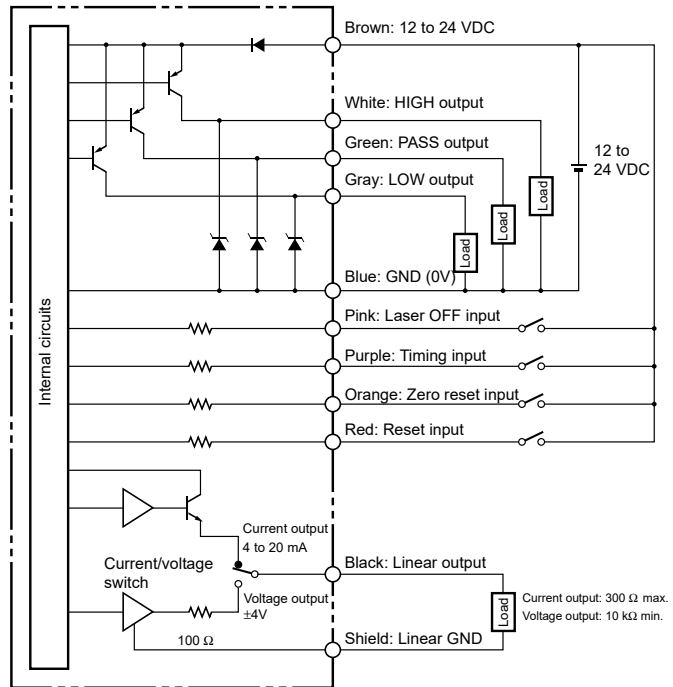 Brown: 12 to 24 VDC
White: HIGH output
Green: PASS output
Gray: LOW output
12 to
24 VDC
Load
Load
Load
Blue: GND (0V)
Internal circuits
Pink: Laser OFF input
Purple: Timing input
Orange: Zero reset input
Red: Reset input
Current output
4 to 20 mA
Current/voltage
switch
Black: Linear output
Voltage output
±4V
Load
Current output: 300 Ω max.
Voltage output: 10 kΩ min.
100 Ω
Shield: Linear GND